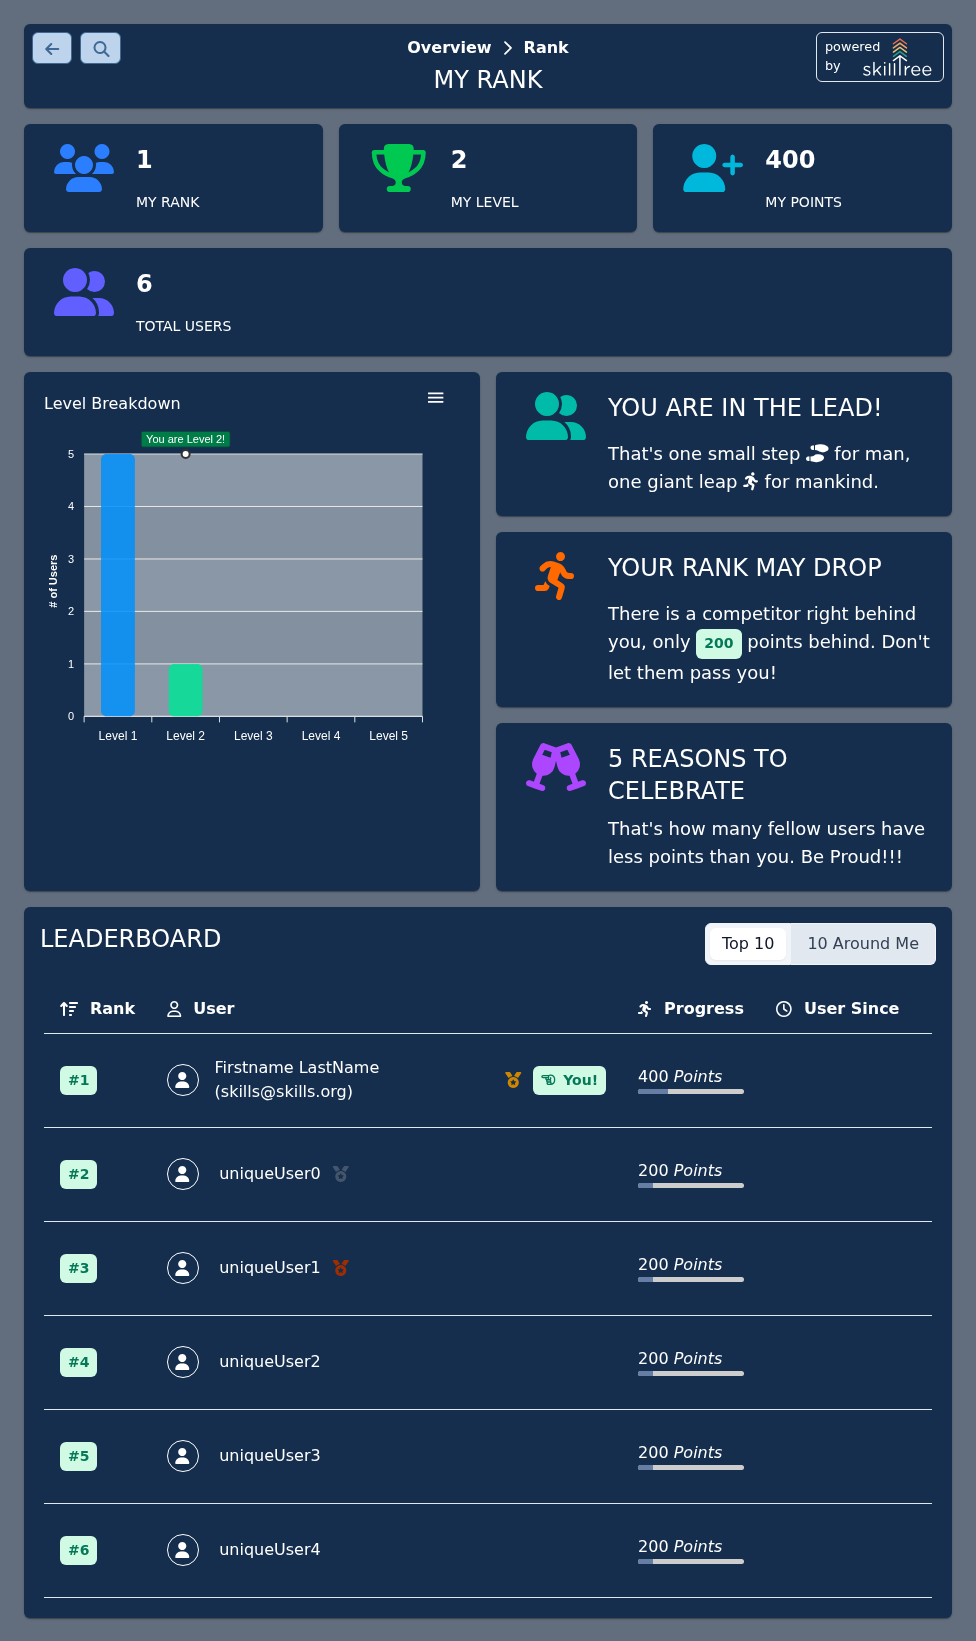 Overview > Rank
MY RANK
powered
by
skilltree
1
MY RANK
2
MY LEVEL
400
MY POINTS
6
TOTAL USERS
Level Breakdown
You are Level 2!
5
4
3
2
1
0
# of Users
Level 1 Level 2 Level 3 Level 4 Level 5
YOU ARE IN THE LEAD!
That's one small step for man,
one giant leap for mankind.
YOUR RANK MAY DROP
There is a competitor right behind
you, only 200 points behind. Don't
let them pass you!
5 REASONS TO
CELEBRATE
That's how many fellow users have
less points than you. Be Proud!!!
LEADERBOARD
Top 10 10 Around Me
Rank User Progress User Since
#1 Firstname LastName
(skills@skills.org) You! 400 Points
#2 uniqueUser0 200 Points
#3 uniqueUser1 200 Points
#4 uniqueUser2 200 Points
#5 uniqueUser3 200 Points
#6 uniqueUser4 200 Points